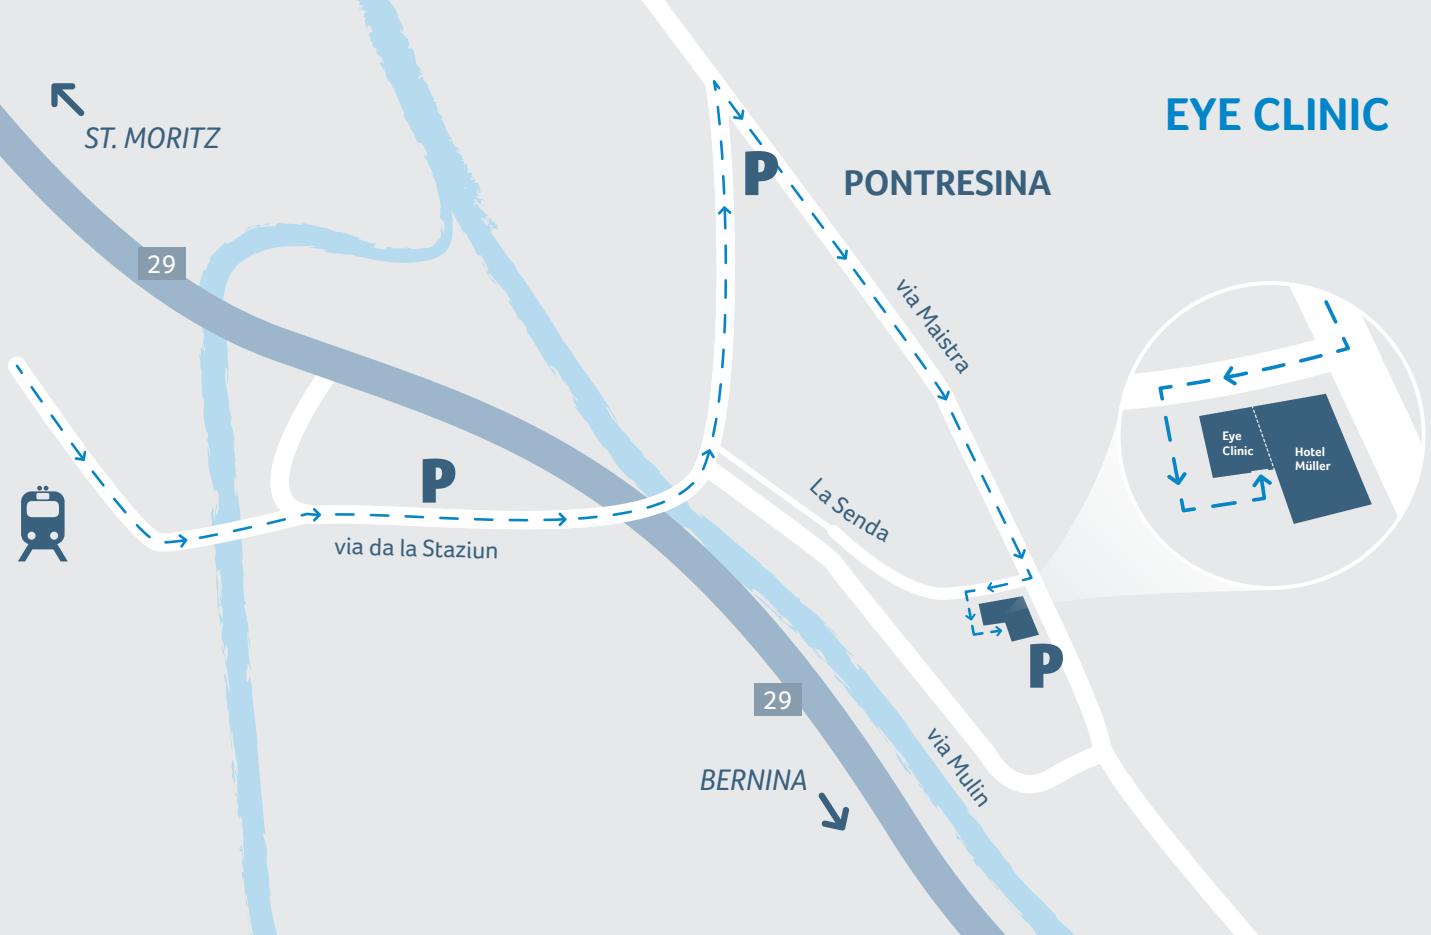 EYE CLINIC
ST. MORITZ
P
PONTRESINA
29
via Maistra
Eye
Clinic
Hotel
Müller
P
La Senda
via da la Staziun
P
29
via Mulin
BERNINA